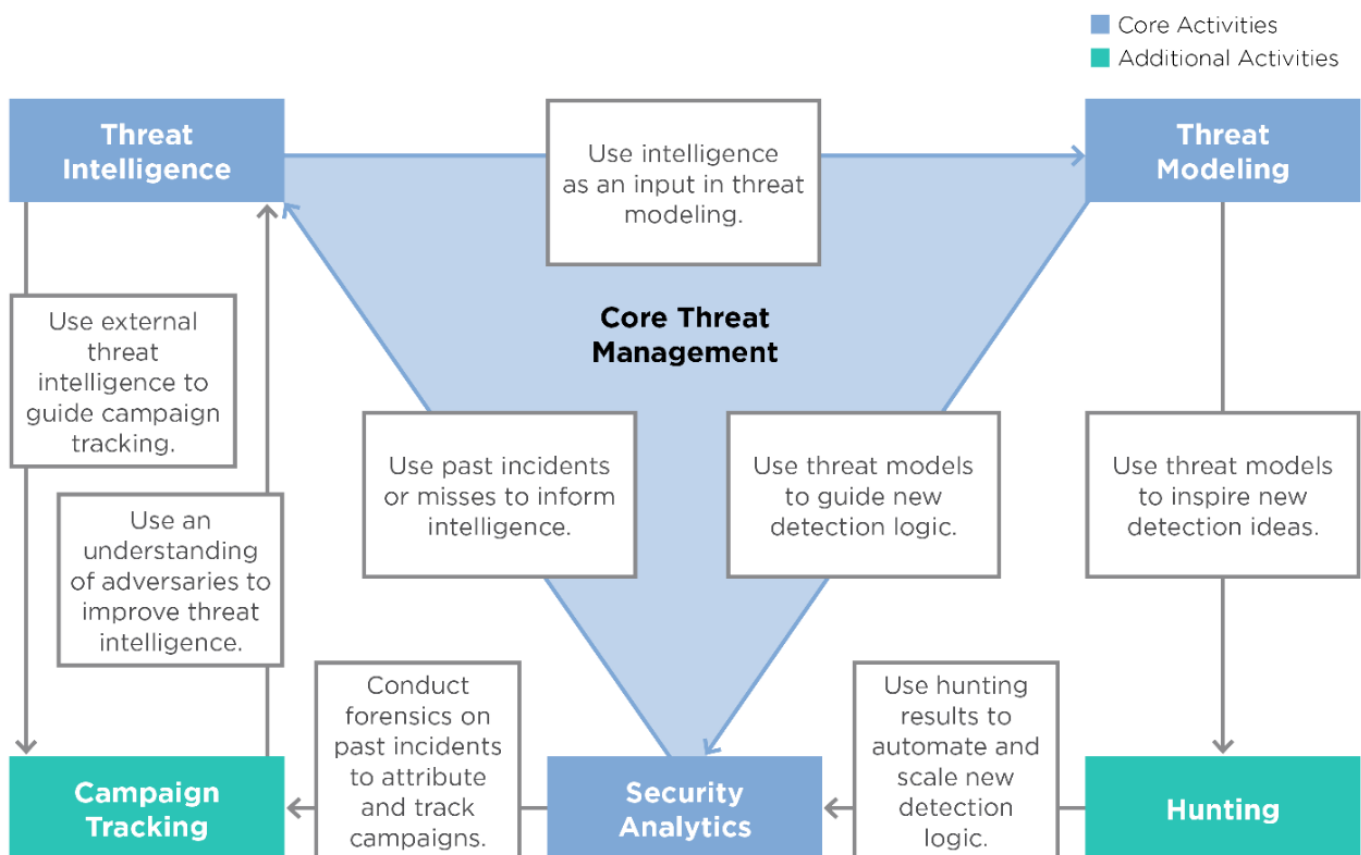 Core Activities
Additional Activities
Threat
Intelligence
Use intelligence
as an input in threat
modeling.
Threat
Modeling
Core Threat
Management
Use external
threat
intelligence to
guide campaign
tracking.
Use past incidents
or misses to inform
intelligence.
Use threat models
to guide new
detection logic.
Use threat models
to inspire new
detection ideas.
Use an
understanding
of adversaries to
improve threat
intelligence.
Conduct
forensics on
past incidents
to attribute
and track
campaigns.
Use hunting
results to
automate and
scale new
detection
logic.
Campaign
Tracking
Security
Analytics
Hunting